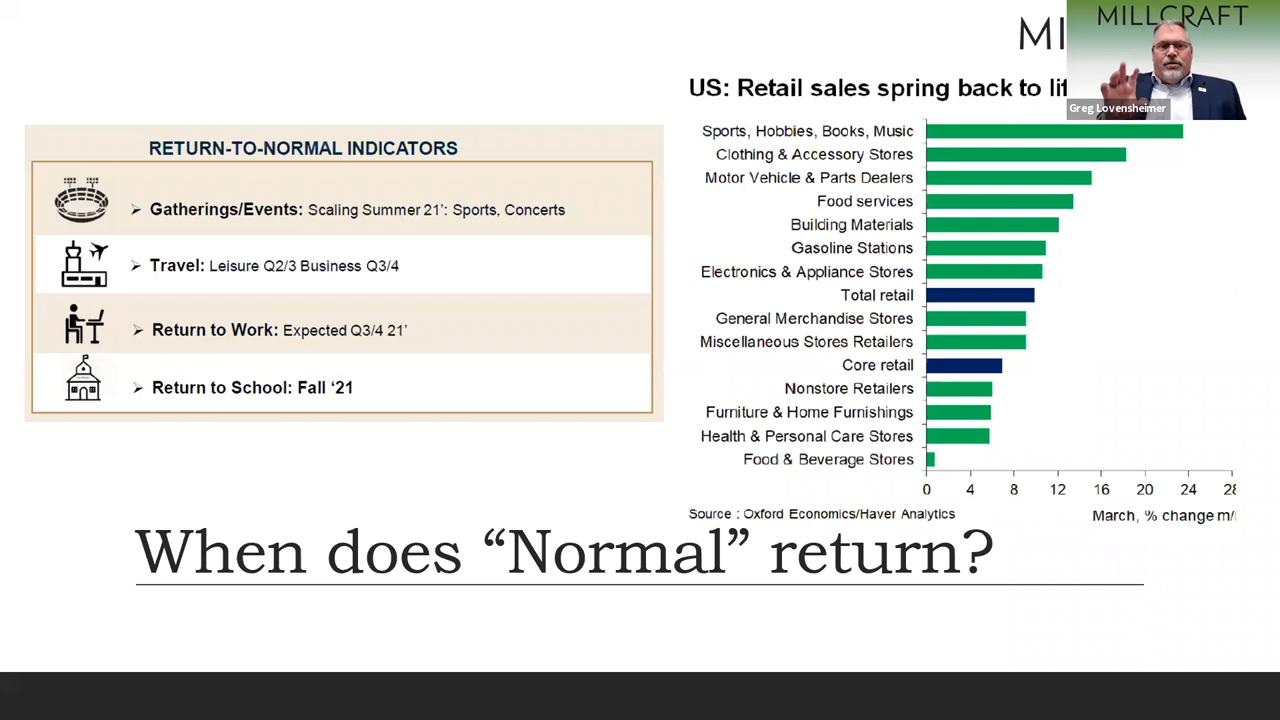 MILLCRAFT
Greg Lovensheimer
RETURN-TO-NORMAL INDICATORS
➢ Gatherings/Events: Scaling Summer 21’: Sports, Concerts
➢ Travel: Leisure Q2/3 Business Q3/4
➢ Return to Work: Expected Q3/4 21’
➢ Return to School: Fall ‘21
US: Retail sales spring back to
Sports, Hobbies, Books, Music
Clothing & Accessory Stores
Motor Vehicle & Parts Dealers
Food services
Building Materials
Gasoline Stations
Electronics & Appliance Stores
Total retail
General Merchandise Stores
Miscellaneous Stores Retailers
Core retail
Nonstore Retailers
Furniture & Home Furnishings
Health & Personal Care Stores
Food & Beverage Stores
0 4 8 12 16 20 24 28
Source : Oxford Economics/Haver Analytics
March, % change
When does “Normal” return?